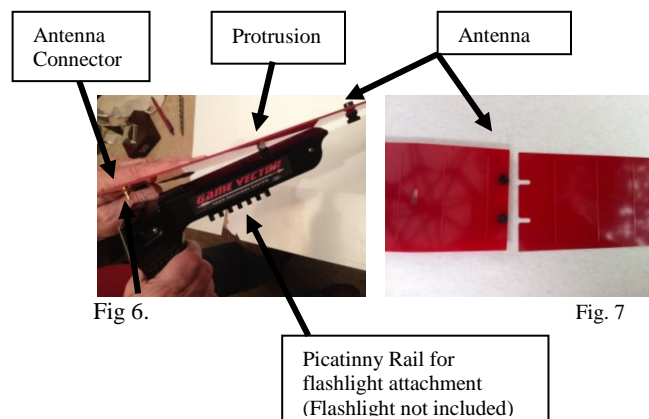 Antenna
Connector
Protrusion
Antenna
GAME VECTOR
Fig 6.
Fig. 7
Picatinny Rail for
flashlight attachment
(Flashlight not included)